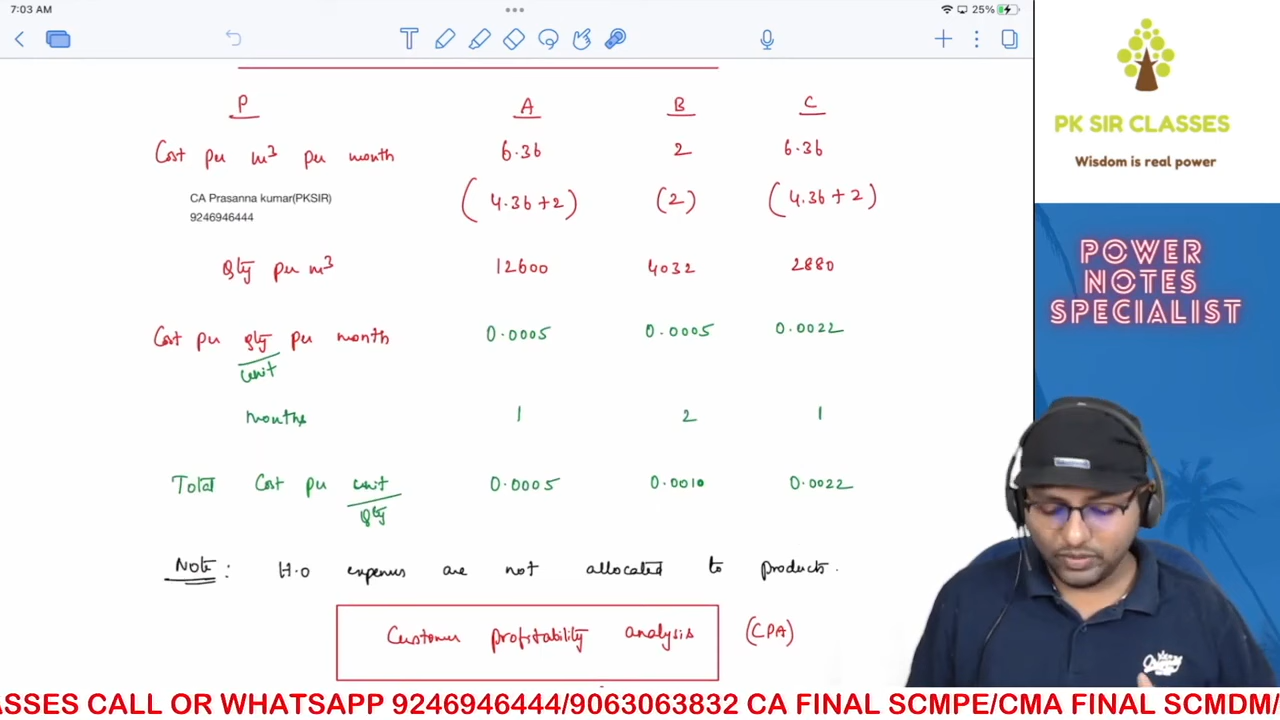 7:03 AM
25%
P A B C
Cost per m³ per month 6.36 2 6.36
CA Prasanna kumar(PKSIR)
9246946444
(4.36+2) (2) (4.36+2)
Qty per m³ 12600 4032 2880
Cost per Qty per month 0.0005 0.0005 0.0022
unit
months 1 2 1
Total Cost per unit 0.0005 0.0010 0.0022
Qty
Note: H.O expenses are not allocated to products.
Customer profitability analysis (CPA)
PK SIR CLASSES
Wisdom is real power
POWER
NOTES
SPECIALIST
ASSES CALL OR WHATSAPP 9246946444/9063063832 CA FINAL SCMPE/CMA FINAL SCMDM/